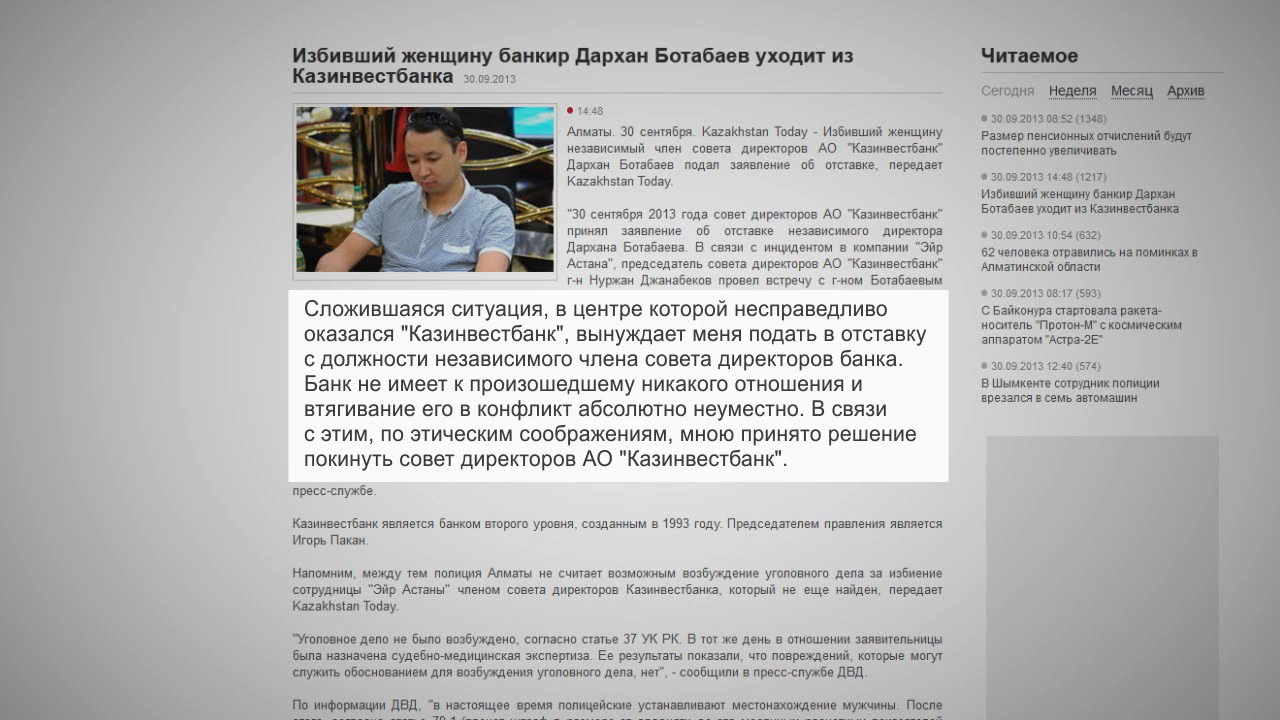 Избивший женщину банкир Дархан Ботабаев уходит из
Казинвестбанка 30.09.2013
14:48
Алматы. 30 сентября. Kazakhstan Today - Избивший женщину
независимый член совета директоров АО "Казинвестбанк"
Дархан Ботабаев подал заявление об отставке, передает
Kazakhstan Today.
"30 сентября 2013 года совет директоров АО "Казинвестбанк"
принял заявление об отставке независимого директора
Дархана Ботабаева. В связи с инцидентом в компании "Эйр
Астана", председатель совета директоров АО "Казинвестбанк"
г-н Нуржан Джанабеков провел встречу с г-ном Ботабаевым
Сложившаяся ситуация, в центре которой несправедливо
оказался "Казинвестбанк", вынуждает меня подать в отставку
с должности независимого члена совета директоров банка.
Банк не имеет к произошедшему никакого отношения и
втягивание его в конфликт абсолютно неуместно. В связи
с этим, по этическим соображениям, мною принято решение
покинуть совет директоров АО "Казинвестбанк".
пресс-службе.
Казинвестбанк является банком второго уровня, созданным в 1993 году. Председателем правления является
Игорь Пакан.
Напомним, между тем полиция Алматы не считает возможным возбуждение уголовного дела за избиение
сотрудницы "Эйр Астаны" членом совета директоров Казинвестбанка, который не еще найден, передает
Kazakhstan Today.
"Уголовное дело не было возбуждено, согласно статье 37 УК РК. В тот же день в отношении заявительницы
была назначена судебно-медицинская экспертиза. Ее результаты показали, что повреждений, которые могут
служить обоснованием для возбуждения уголовного дела, нет", - сообщили в пресс-службе ДВД.
По информации ДВД, "в настоящее время полицейские устанавливают местонахождение мужчины. После
Читаемое
Сегодня Неделя Месяц Архив
30.09.2013 08:52 (1348)
Размер пенсионных отчислений будут
постепенно увеличивать
30.09.2013 14:48 (1217)
Избивший женщину банкир Дархан
Ботабаев уходит из Казинвестбанка
30.09.2013 10:54 (632)
62 человека отравились на поминках в
Алматинской области
30.09.2013 08:17 (593)
С Байконура стартовала ракета-
носитель "Протон-М" с космическим
аппаратом "Астра-2Е"
30.09.2013 12:40 (574)
В Шымкенте сотрудник полиции
врезался в семь автомашин